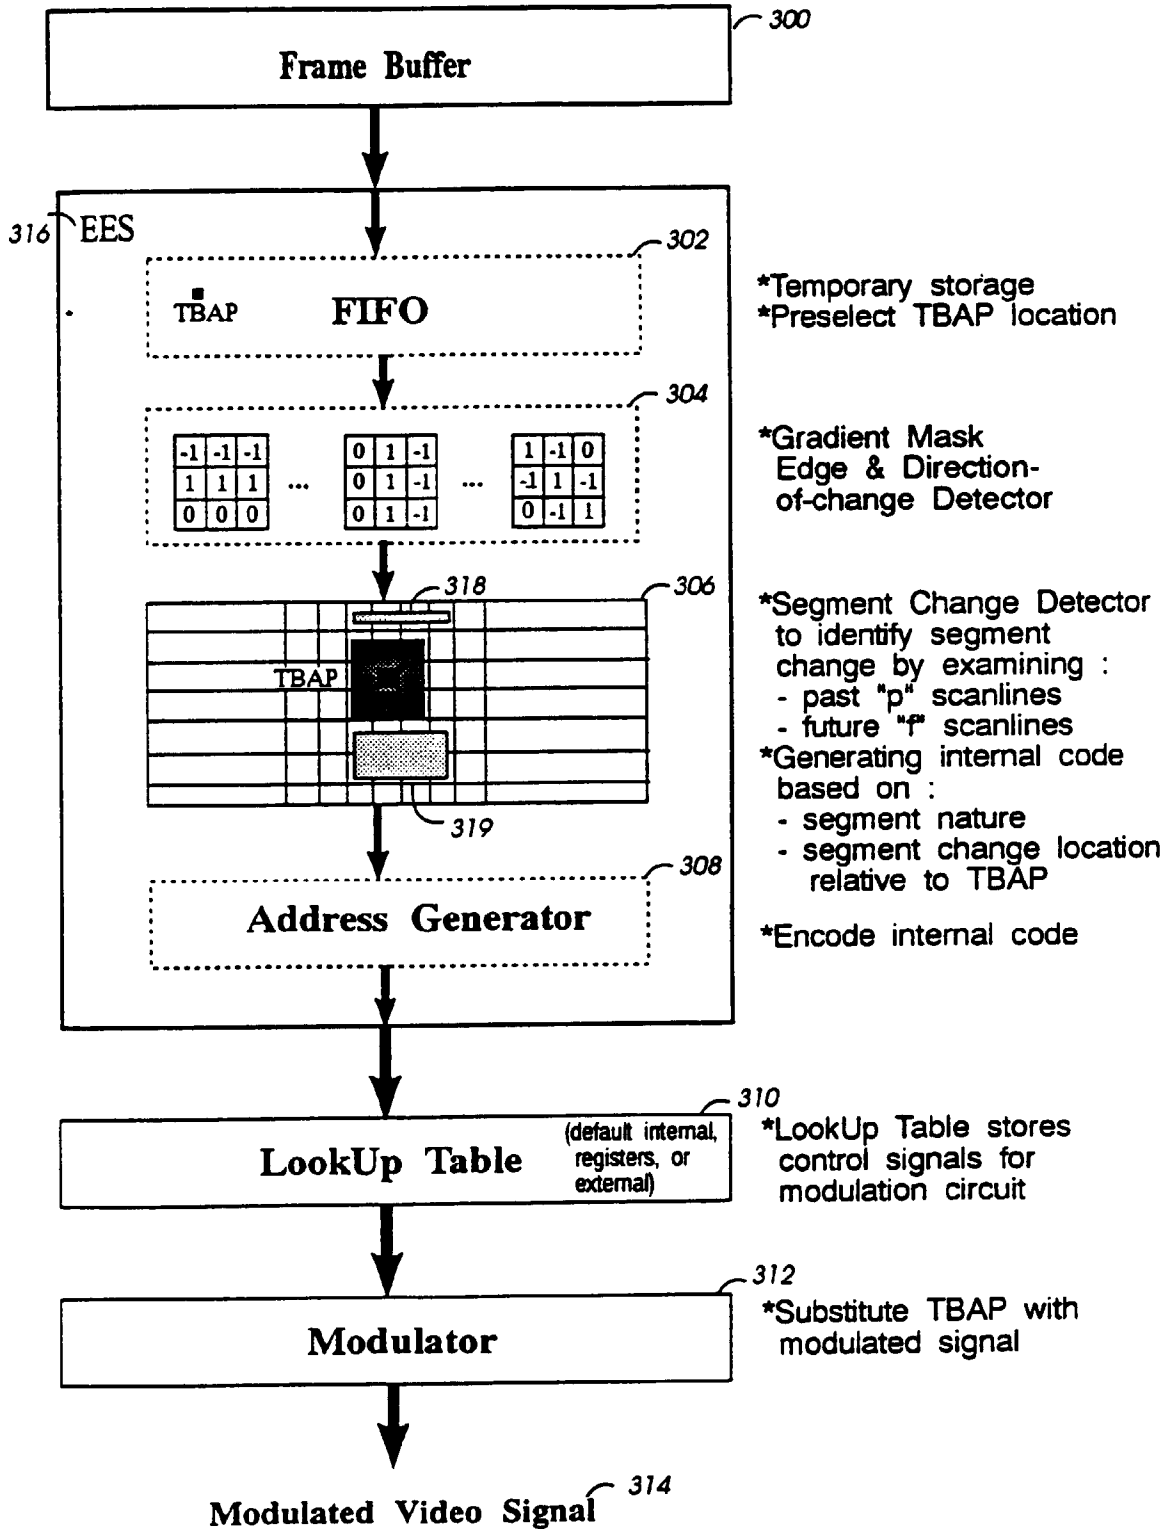 300
Frame Buffer
316 EES
302
TBAP FIFO
*Temporary storage
*Preselect TBAP location
304
-1 -1 -1 0 1 -1 1 -1 0
1 1 1 ... 0 1 -1 ... -1 1 -1
0 0 0 0 1 -1 0 -1 1
*Gradient Mask
Edge & Direction-
of-change Detector
318 306
TBAP
319
*Segment Change Detector
to identify segment
change by examining :
- past "p" scanlines
- future "f" scanlines
*Generating internal code
based on :
- segment nature
- segment change location
relative to TBAP
308
Address Generator
*Encode internal code
310
LookUp Table
(default internal,
registers, or
external)
*LookUp Table stores
control signals for
modulation circuit
312
Modulator
*Substitute TBAP with
modulated signal
314
Modulated Video Signal